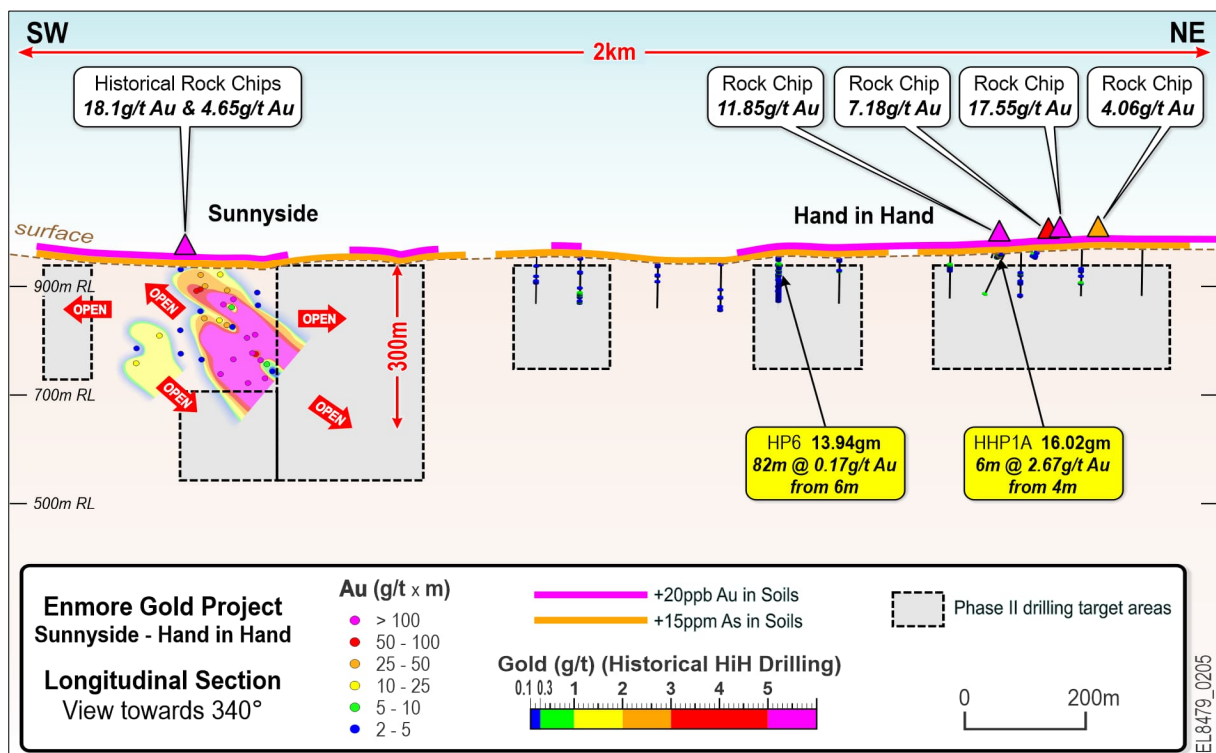 SW
NE
2km
Historical Rock Chips
18.1g/t Au & 4.65g/t Au
Rock Chip
11.85g/t Au
Rock Chip
7.18g/t Au
Rock Chip
17.55g/t Au
Rock Chip
4.06g/t Au
Sunnyside
Hand in Hand
surface
900m RL
700m RL
500m RL
OPEN
OPEN
OPEN
OPEN
OPEN
300m
HP6 13.94gm
82m @ 0.17g/t Au
from 6m
HHP1A 16.02gm
6m @ 2.67g/t Au
from 4m
Enmore Gold Project
Sunnyside - Hand in Hand
Longitudinal Section
View towards 340°
Au (g/t x m)
> 100
50 - 100
25 - 50
10 - 25
5 - 10
2 - 5
+20ppb Au in Soils
+15ppm As in Soils
Gold (g/t) (Historical HiH Drilling)
0.1 0.3 1 2 3 4 5
Phase II drilling target areas
0 200m
EL8479_0205